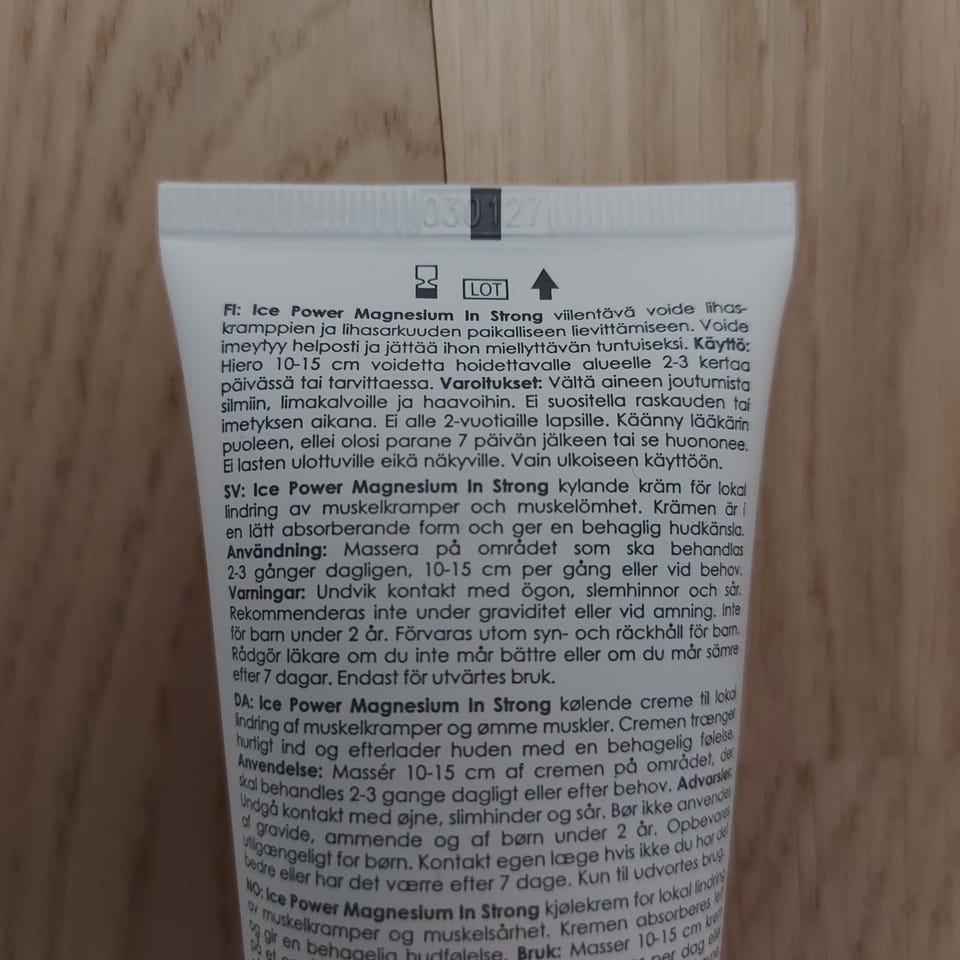 030127
LOT
FI: Ice Power Magnesium In Strong viilentävä voide lihas-
kramppien ja lihasarkuuden paikalliseen lievittämiseen. Voide
imeytyy helposti ja jättää ihon miellyttävän tuntuiseksi. Käyttö:
Hiero 10-15 cm voidetta hoidettavalle alueelle 2-3 kertaa
päivässä tai tarvittaessa. Varoitukset: Vältä aineen joutumista
silmiin, limakalvoille ja haavoihin. Ei suositella raskauden tai
imetyksen aikana. Ei alle 2-vuotiaille lapsille. Käänny lääkärin
puoleen, ellei olosi parane 7 päivän jälkeen tai se huononee.
Ei lasten ulottuville eikä näkyville. Vain ulkoiseen käyttöön.
SV: Ice Power Magnesium In Strong kylande kräm för lokal
lindring av muskelkramper och muskelömhet. Krämen är i
en lätt absorberande form och ger en behaglig hudkänsla.
Användning: Massera på området som ska behandlas
2-3 gånger dagligen, 10-15 cm per gång eller vid behov.
Varningar: Undvik kontakt med ögon, slemhinnor och sår.
Rekommenderas inte under graviditet eller vid amning. Inte
för barn under 2 år. Förvaras utom syn- och räckhåll för barn.
Rådgör läkare om du inte mår bättre eller om du mår sämre
efter 7 dagar. Endast för utvärtes bruk.
DA: Ice Power Magnesium In Strong kølende creme til lokal
lindring af muskelkramper og ømme muskler. Cremen trænger
hurtigt ind og efterlader huden med en behagelig følelse.
Anvendelse: Massér 10-15 cm af cremen på området, der
skal behandles 2-3 gange dagligt eller efter behov. Advarsler:
Undgå kontakt med øjne, slimhinder og sår. Bør ikke anvendes
af gravide, ammende og af børn under 2 år. Opbevares
utilgængeligt for børn. Kontakt egen læge hvis ikke du har det
bedre eller har det værre efter 7 dage. Kun til udvortes brug.
NO: Ice Power Magnesium In Strong kjølekrem for lokal lindring
av muskelkramper og muskelsårhet. Kremen absorberes lett
og gir en behagelig hudfølelse. Bruk: Masser 10-15 cm krem
på et per dag